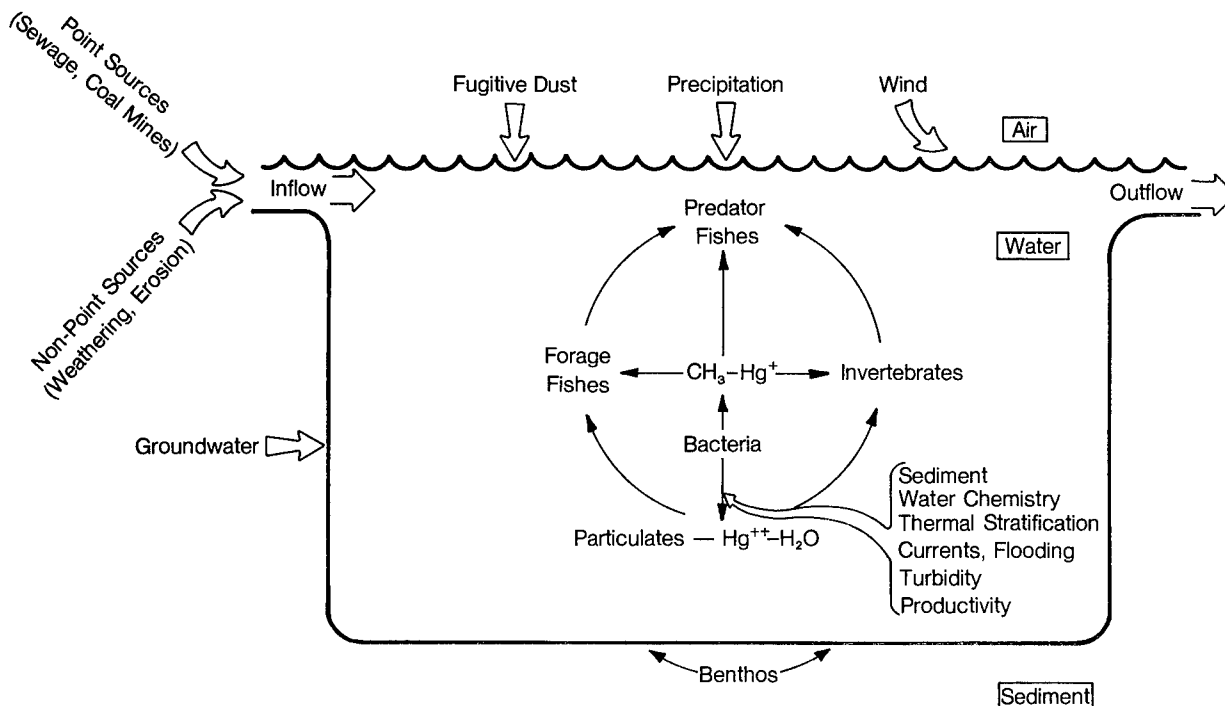 Point Sources
(Sewage, Coal Mines)
Fugitive Dust
Precipitation
Wind
Air
Inflow
Outflow
Non-Point Sources
(Weathering, Erosion)
Predator
Fishes
Water
Forage
Fishes
CH₃–Hg⁺
Invertebrates
Groundwater
Bacteria
Sediment
Water Chemistry
Thermal Stratification
Currents, Flooding
Turbidity
Productivity
Particulates — Hg⁺⁺–H₂O
Benthos
Sediment